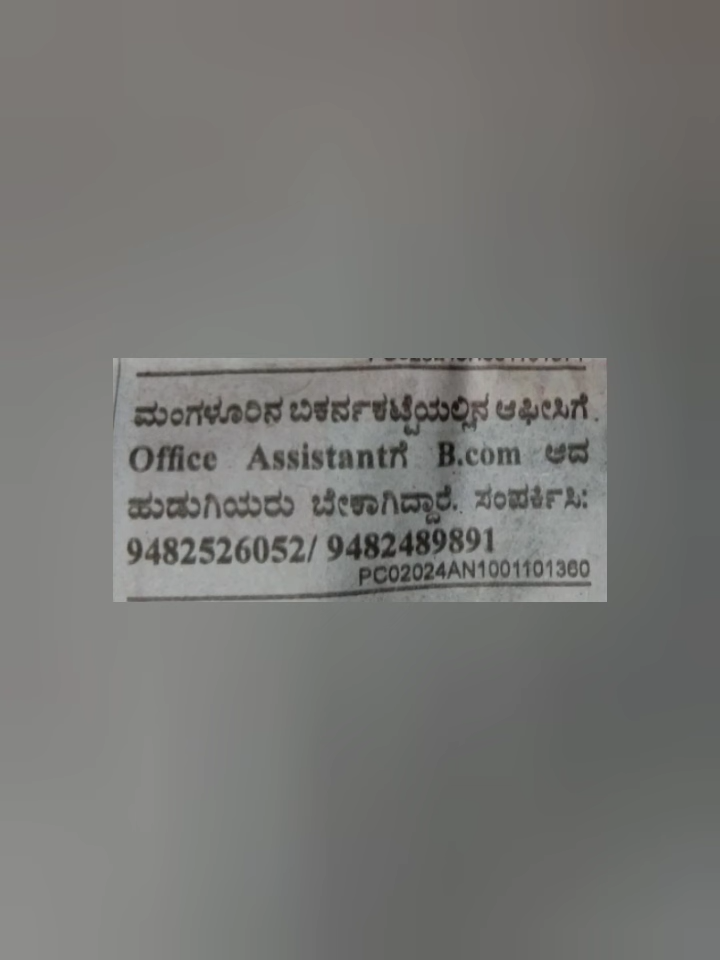 ಮಂಗಳೂರಿನ ಬಿಕರ್ನಕಟ್ಟೆಯಲ್ಲಿನ ಆಫೀಸಿಗೆ
Office Assistantಗೆ B.com ಆದ
ಹುಡುಗಿಯರು ಬೇಕಾಗಿದ್ದಾರೆ. ಸಂಪರ್ಕಿಸಿ:
9482526052/ 9482489891
PC02024AN1001101360